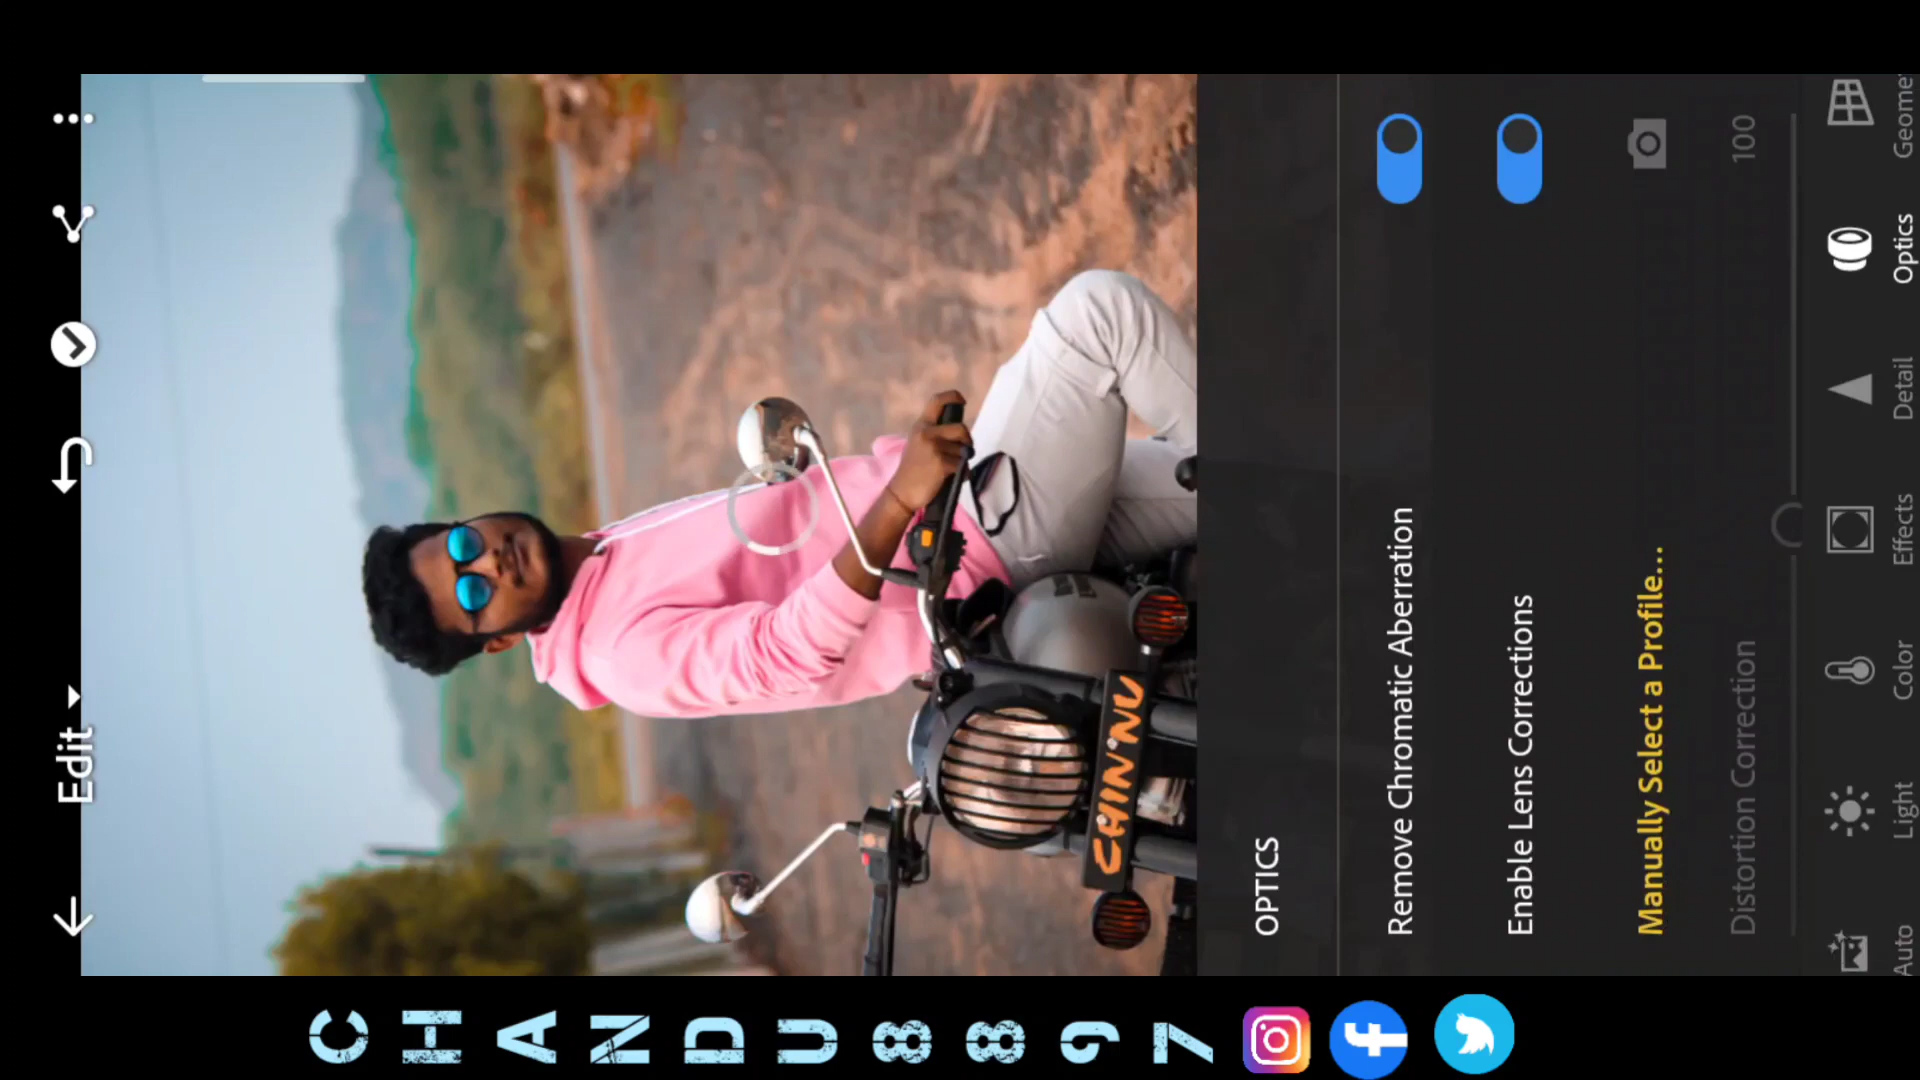 Edit
CHINNU
OPTICS
Remove Chromatic Aberration
Enable Lens Corrections
Manually Select a Profile...
Distortion Correction 100
Auto Light Color Effects Detail Optics Geome
CHANDU8897